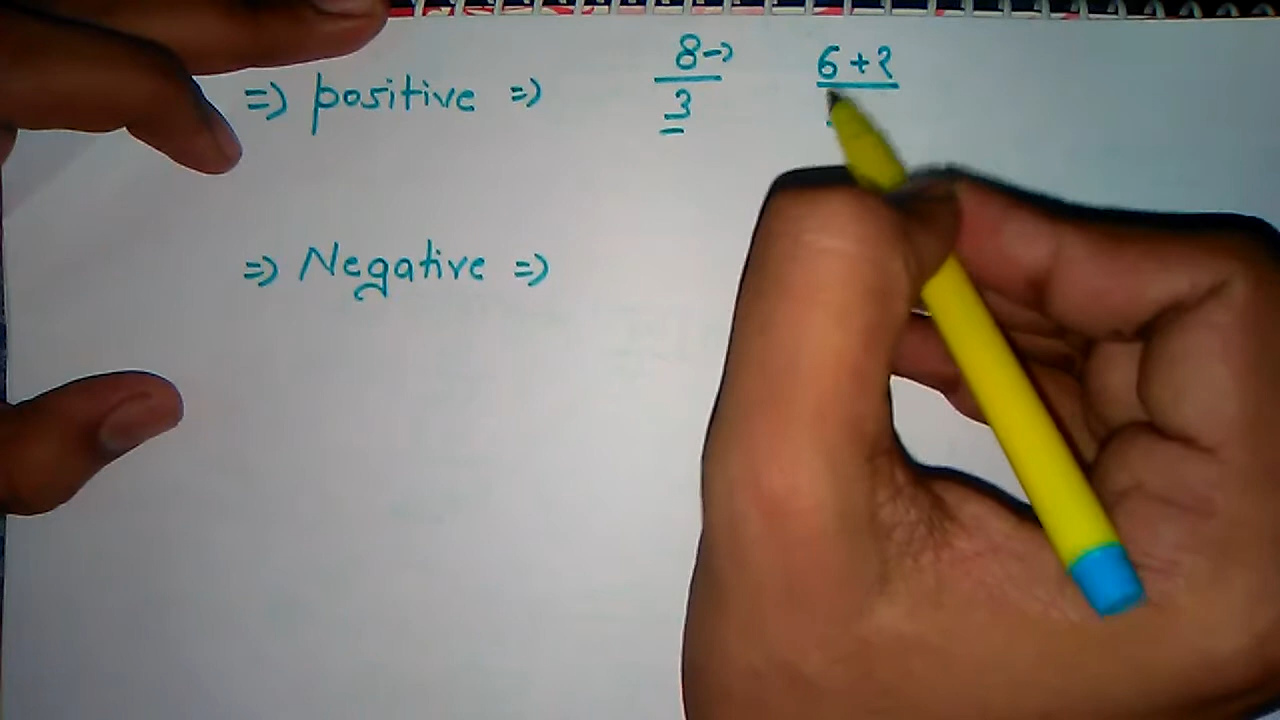 => positive => 8 -> 6 + 2
3
=> Negative =>